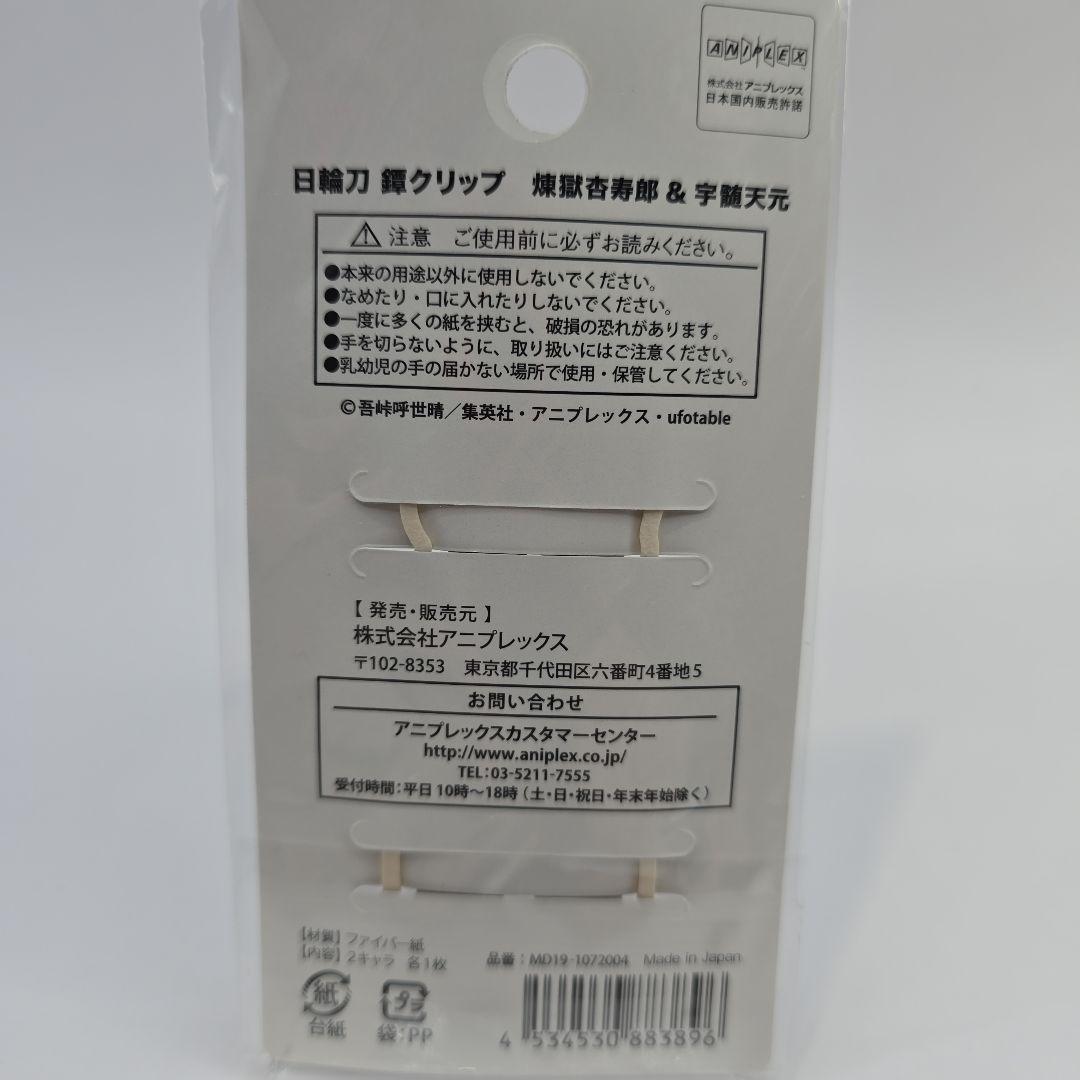 ANIPLEX
株式会社アニプレックス
日本国内販売許諾
日輪刀 鐔クリップ　煉獄杏寿郎 & 宇髄天元
⚠ 注意　ご使用前に必ずお読みください。
●本来の用途以外に使用しないでください。
●なめたり・口に入れたりしないでください。
●一度に多くの紙を挟むと、破損の恐れがあります。
●手を切らないように、取り扱いにはご注意ください。
●乳幼児の手の届かない場所で使用・保管してください。
©吾峠呼世晴／集英社・アニプレックス・ufotable
【 発売・販売元 】
株式会社アニプレックス
〒102-8353　東京都千代田区六番町4番地5
お問い合わせ
アニプレックスカスタマーセンター
http://www.aniplex.co.jp/
TEL：03-5211-7555
受付時間：平日 10時〜18時（土・日・祝日・年末年始除く）
【材質】ファイバー紙
【内容】2キャラ 各1枚
品番：MD19-1072004　Made in Japan
紙
台紙
プラ
袋：PP
4 534530 883896